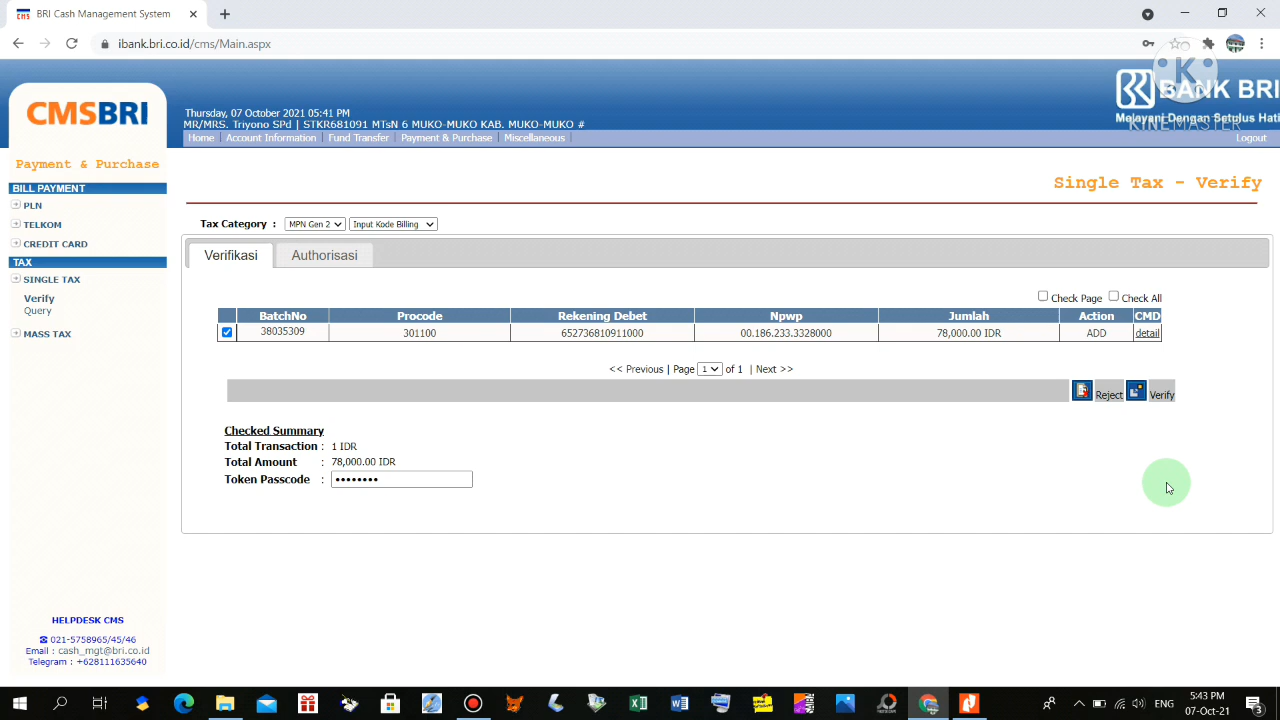 BRI Cash Management System
ibank.bri.co.id/cms/Main.aspx
CMSBRI
Thursday, 07 October 2021 05:41 PM
MR/MRS. Triyono SPd | STKR681091 MTsN 6 MUKO-MUKO KAB. MUKO-MUKO #
BANK BRI
Melayani Dengan Setulus Hati
KINEMASTER
Home | Account Information | Fund Transfer | Payment & Purchase | Miscellaneous |
Logout
Payment & Purchase
BILL PAYMENT
PLN
TELKOM
CREDIT CARD
TAX
SINGLE TAX
Verify
Query
MASS TAX
Single Tax - Verify
Tax Category : MPN Gen 2 Input Kode Billing
Verifikasi Authorisasi
Check Page Check All
BatchNo Procode Rekening Debet Npwp Jumlah Action CMD
38035309 301100 652736810911000 00.186.233.3328000 78,000.00 IDR ADD detail
<< Previous | Page 1 of 1 | Next >>
Reject Verify
Checked Summary
Total Transaction : 1 IDR
Total Amount : 78,000.00 IDR
Token Passcode : ••••••••
HELPDESK CMS
☎ 021-5758965/45/46
Email : cash_mgt@bri.co.id
Telegram : +628111635640
ENG
5:43 PM
07-Oct-21
3